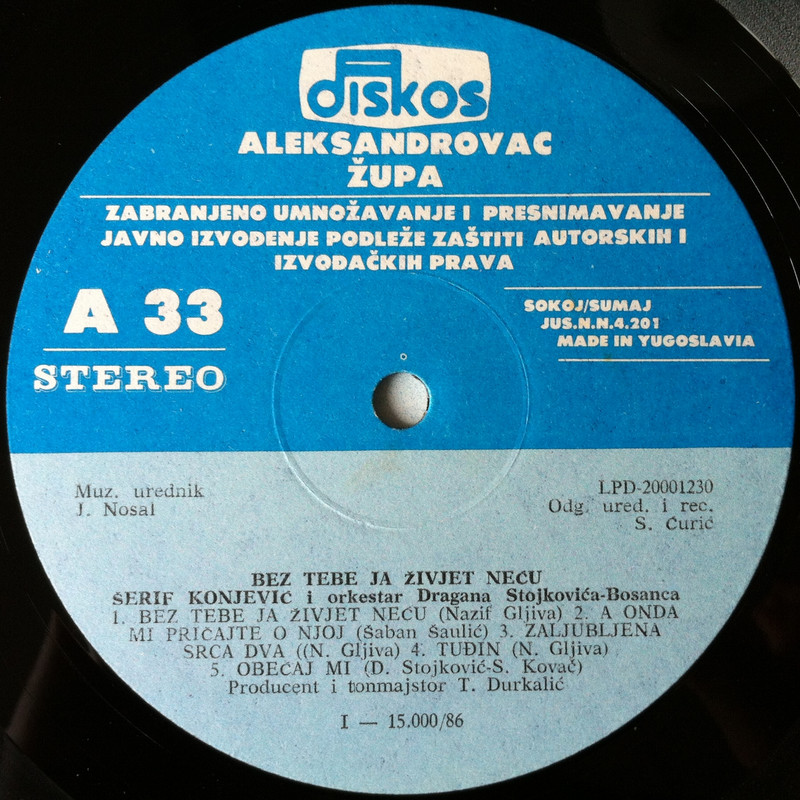 DISKOS
ALEKSANDROVAC
ŽUPA
ZABRANJENO UMNOŽAVANJE I PRESNIMAVANJE
JAVNO IZVOĐENJE PODLEŽE ZAŠTITI AUTORSKIH I
IZVOĐAČKIH PRAVA
A 33
STEREO
SOKOJ/SUMAJ
JUS.N.N.4.201
MADE IN YUGOSLAVIA
Muz. urednik
J. Nosal
LPD-20001230
Odg. ured. i rec.
S. Ćurić
BEZ TEBE JA ŽIVJET NEĆU
ŠERIF KONJEVIĆ i orkestar Dragana Stojkovića-Bosanca
1. BEZ TEBE JA ŽIVJET NEĆU (Nazif Gljiva) 2. A ONDA
MI PRIČAJTE O NJOJ (Šaban Šaulić) 3. ZALJUBLJENA
SRCA DVA ((N. Gljiva) 4. TUĐIN (N. Gljiva)
5. OBEĆAJ MI (D. Stojković-S. Kovač)
Producent i tonmajstor T. Durkalić
I — 15.000/86